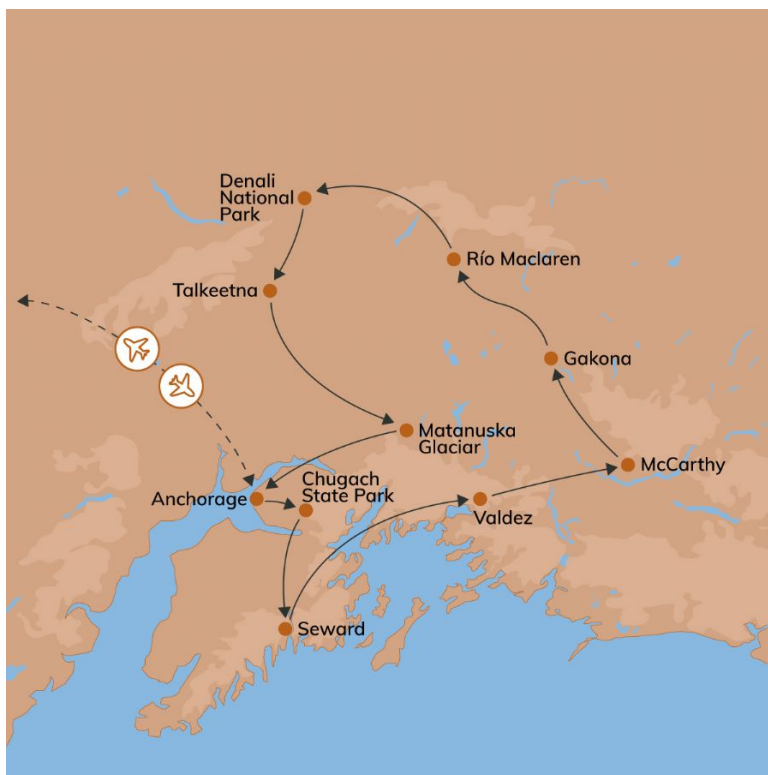 Denali
National
Park
Río Maclaren
Talkeetna
Gakona
Matanuska
Glaciar
McCarthy
Chugach
State Park
Anchorage
Valdez
Seward